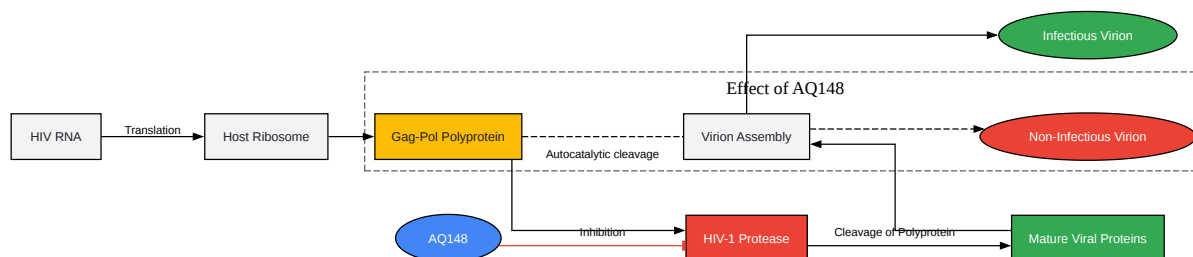 Infectious Virion
Effect of AQ148
HIV RNA
Translation
Host Ribosome
Gag-Pol Polyprotein
Autocatalytic cleavage
Virion Assembly
Non-Infectious Virion
AQ148
Inhibition
HIV-1 Protease
Cleavage of Polyprotein
Mature Viral Proteins